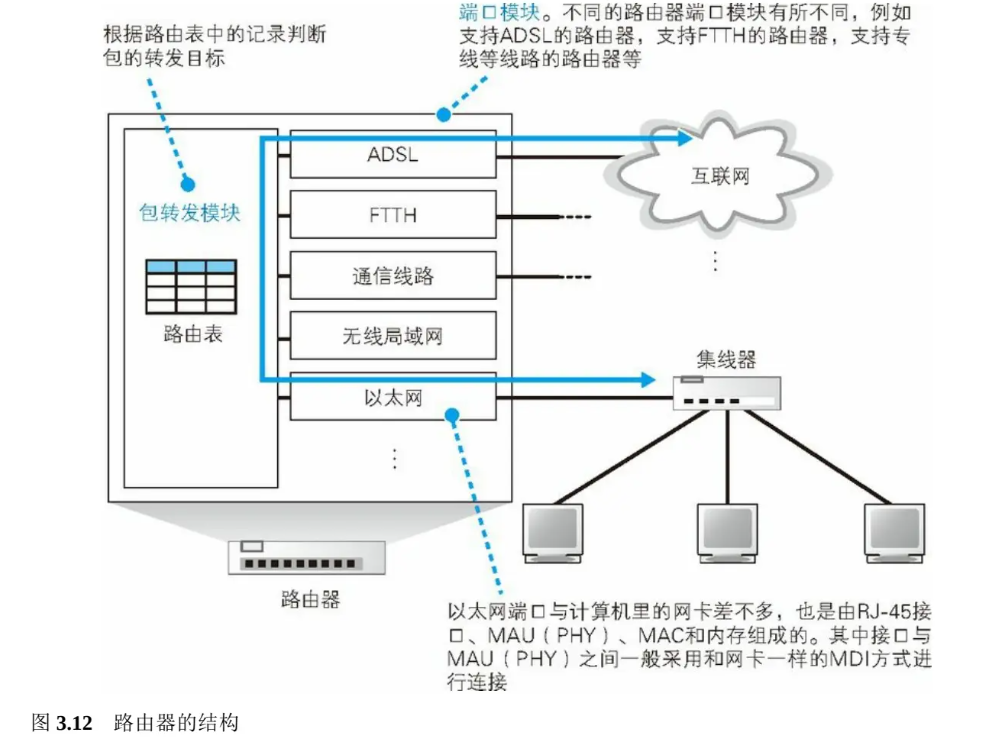 端口模块。不同的路由器端口模块有所不同，例如
支持ADSL的路由器，支持FTTH的路由器，支持专
线等线路的路由器等
根据路由表中的记录判断
包的转发目标
ADSL
互联网
包转发模块
FTTH
通信线路
路由表
无线局域网
集线器
以太网
路由器
以太网端口与计算机里的网卡差不多，也是由RJ-45接
口、MAU（PHY）、MAC和内存组成的。其中接口与
MAU（PHY）之间一般采用和网卡一样的MDI方式进
行连接
图 3.12 路由器的结构